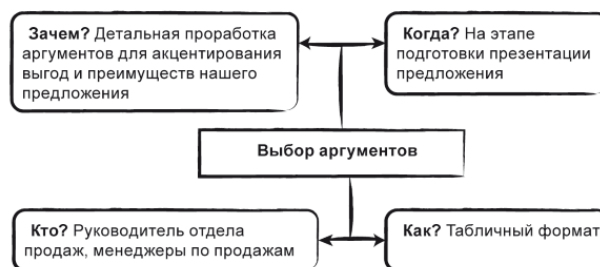 Зачем? Детальная проработка
аргументов для акцентирования
выгод и преимуществ нашего
предложения
Когда? На этапе
подготовки презентации
предложения
Выбор аргументов
Кто? Руководитель отдела
продаж, менеджеры по продажам
Как? Табличный формат